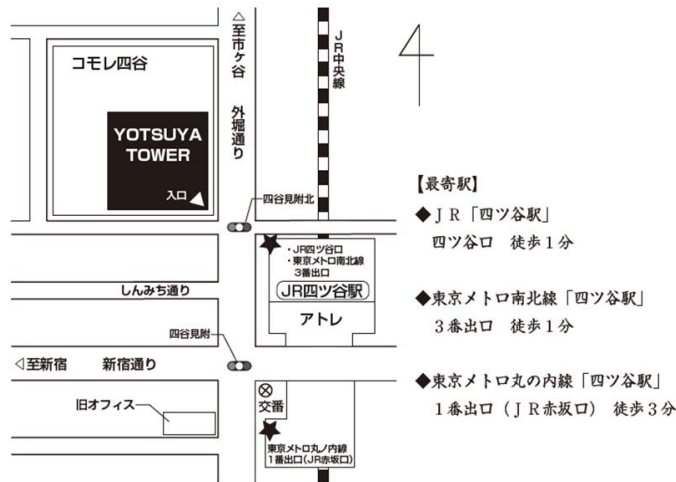 コモレ四谷
YOTSUYA
TOWER
入口
△至市ヶ谷
外堀通り
JR中央線
四谷見附北
・JR四ツ谷口
・東京メトロ南北線
3番出口
JR四ツ谷駅
アトレ
しんみち通り
四谷見附
◁至新宿 新宿通り
旧オフィス
交番
東京メトロ丸ノ内線
1番出口(JR赤坂口)
【最寄駅】
◆ＪＲ「四ツ谷駅」
四ツ谷口 徒歩１分
◆東京メトロ南北線「四ツ谷駅」
３番出口 徒歩１分
◆東京メトロ丸の内線「四ツ谷駅」
１番出口（ＪＲ赤坂口） 徒歩３分